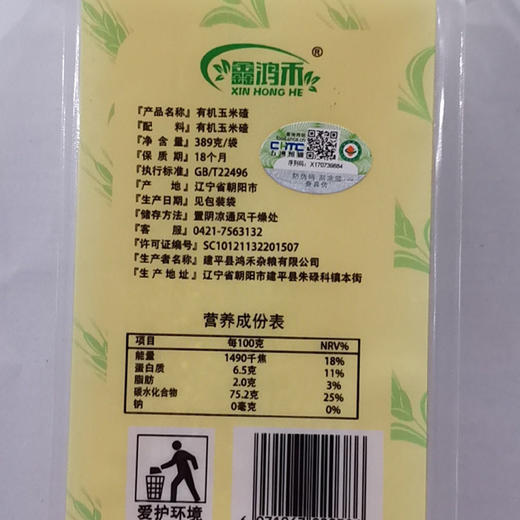 鑫鸿禾®
XIN HONG HE
『产品名称』有机玉米碴
『配　　料』有机玉米碴
『净 含 量』389克/袋
『保 质 期』18个月
『执行标准』GB/T22496
『产　　地』辽宁省朝阳市
『生产日期』见包装袋
『储存方法』置阴凉通风干燥处
『客　　服』0421-7563132
『许可证编号』SC10121132201507
『生产者名称』建平县鸿禾杂粮有限公司
『生 产 地 址』辽宁省朝阳市建平县朱碌科镇本街
CHTC
序列码: X170739884
营养成份表
项目 每100克 NRV%
能量 1490千焦 18%
蛋白质 6.5克 11%
脂肪 2.0克 3%
碳水化合物 75.2克 25%
钠 0毫克 0%
爱护环境